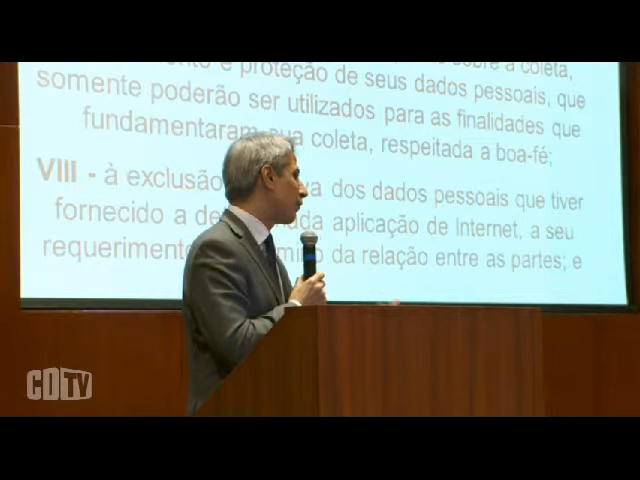 e proteção de seus dados pessoais, que
somente poderão ser utilizados para as finalidades que
fundamentaram sua coleta, respeitada a boa-fé;
VIII - à exclusão dos dados pessoais que tiver
fornecido a aplicação de Internet, a seu
requerimento da relação entre as partes; e
CDTV